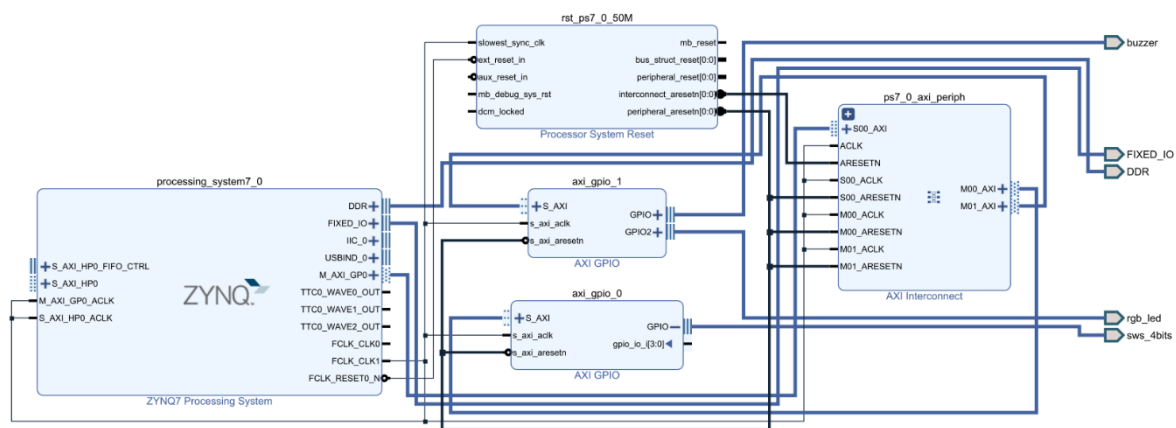 rst_ps7_0_50M
slowest_sync_clk
ext_reset_in
aux_reset_in
mb_debug_sys_rst
dcm_locked
mb_reset
bus_struct_reset[0:0]
peripheral_reset[0:0]
interconnect_aresetn[0:0]
peripheral_aresetn[0:0]
Processor System Reset
processing_system7_0
S_AXI_HP0_FIFO_CTRL
S_AXI_HP0
M_AXI_GP0_ACLK
S_AXI_HP0_ACLK
ZYNQ
DDR
FIXED_IO
IIC_0
USBIND_0
M_AXI_GP0
TTC0_WAVE0_OUT
TTC0_WAVE1_OUT
TTC0_WAVE2_OUT
FCLK_CLK0
FCLK_CLK1
FCLK_RESET0_N
ZYNQ7 Processing System
axi_gpio_1
S_AXI
s_axi_aclk
s_axi_aresetn
GPIO
GPIO2
AXI GPIO
axi_gpio_0
S_AXI
s_axi_aclk
s_axi_aresetn
GPIO
gpio_io_i[3:0]
AXI GPIO
ps7_0_axi_periph
S00_AXI
ACLK
ARESETN
S00_ACLK
S00_ARESETN
M00_ACLK
M00_ARESETN
M01_ACLK
M01_ARESETN
M00_AXI
M01_AXI
AXI Interconnect
buzzer
FIXED_IO
DDR
rgb_led
sws_4bits